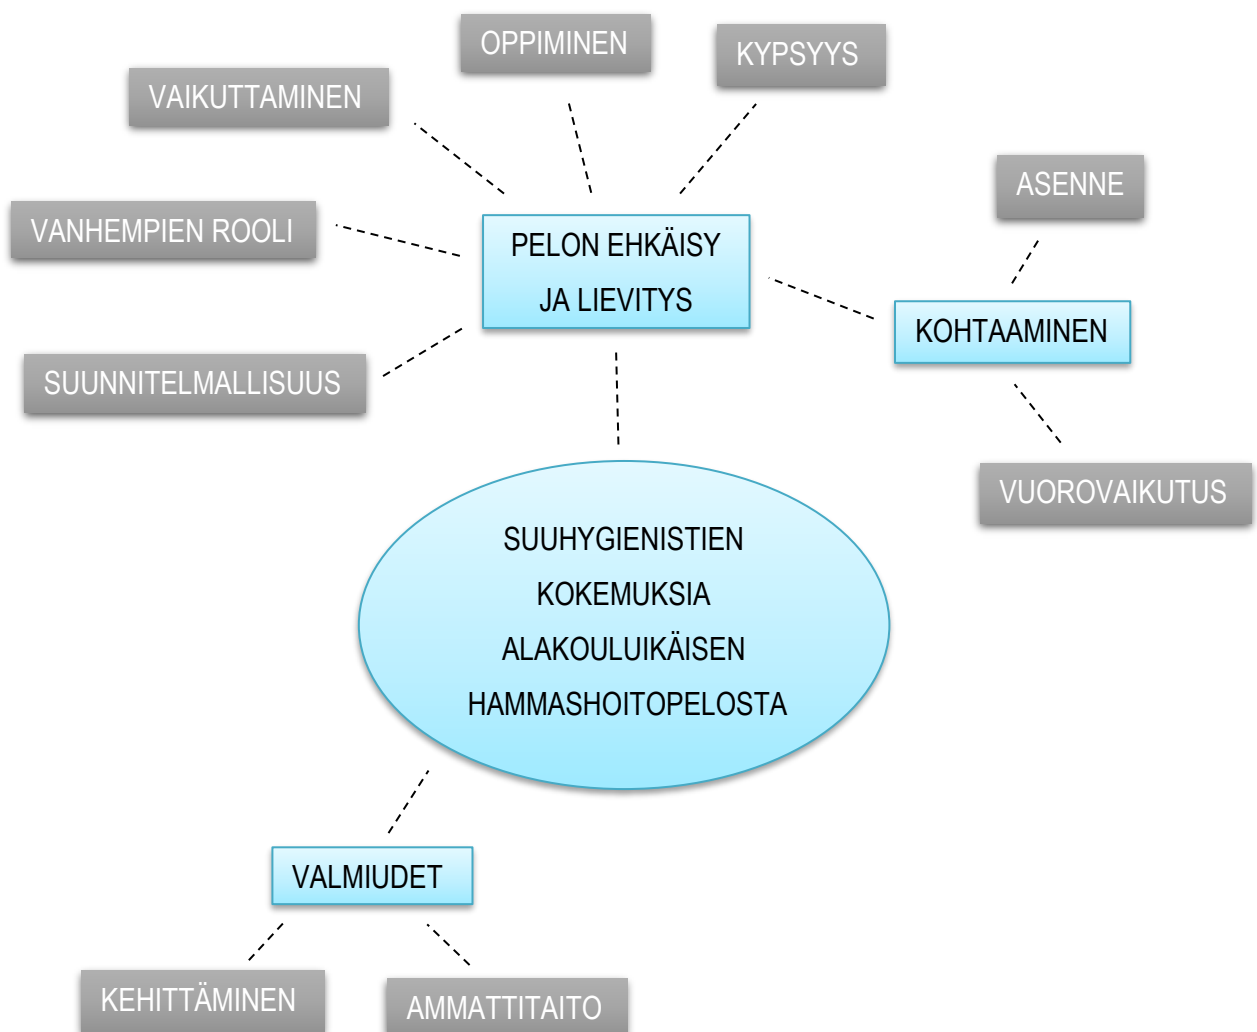 OPPIMINEN
KYPSYYS
VAIKUTTAMINEN
ASENNE
VANHEMPIEN ROOLI
PELON EHKÄISY
JA LIEVITYS
KOHTAAMINEN
SUUNNITELMALLISUUS
VUOROVAIKUTUS
SUUHYGIENISTIEN
KOKEMUKSIA
ALAKOULUIKÄISEN
HAMMASHOITOPELOSTA
VALMIUDET
KEHITTÄMINEN
AMMATTITAITO